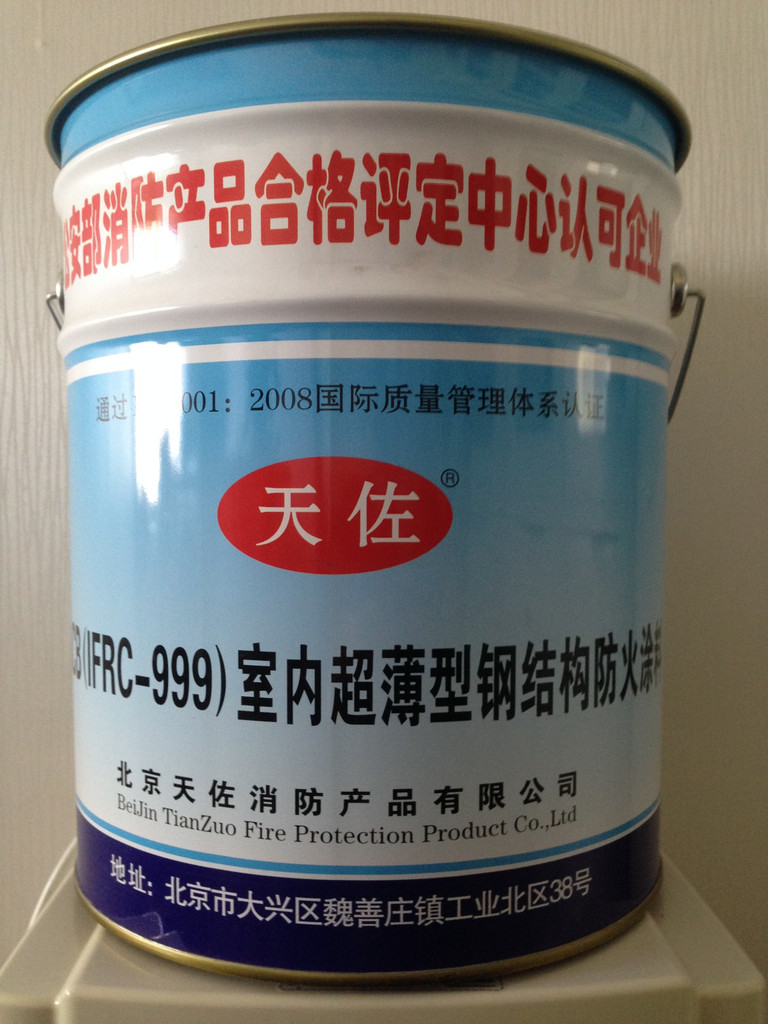 公安部消防产品合格评定中心认可企业
通过 001：2008国际质量管理体系认证
天佐®
CB(IFRC-999)室内超薄型钢结构防火涂料
北京天佐消防产品有限公司
BeiJin TianZuo Fire Protection Product Co.,Ltd
地址：北京市大兴区魏善庄镇工业北区38号